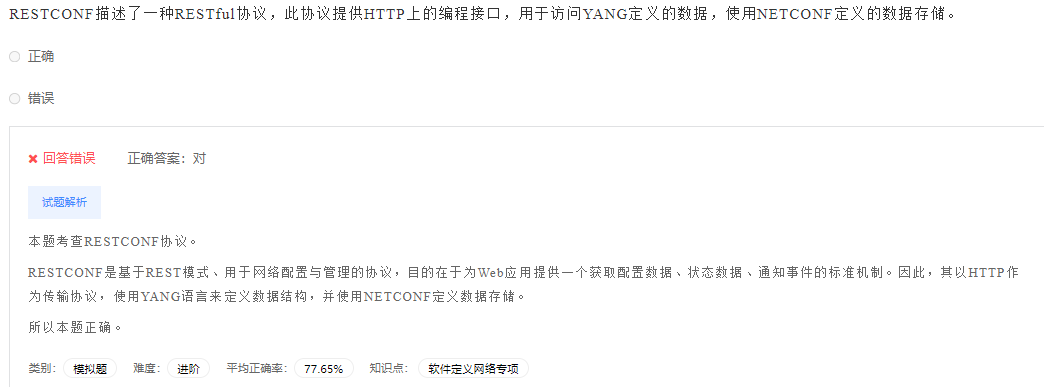 RESTCONF描述了一种RESTful协议，此协议提供HTTP上的编程接口，用于访问YANG定义的数据，使用NETCONF定义的数据存储。
正确
错误
✖ 回答错误 正确答案：对
试题解析
本题考查RESTCONF协议。
RESTCONF是基于REST模式、用于网络配置与管理的协议，目的在于为Web应用提供一个获取配置数据、状态数据、通知事件的标准机制。因此，其以HTTP作
为传输协议，使用YANG语言来定义数据结构，并使用NETCONF定义数据存储。
所以本题正确。
类别： 模拟题 难度： 进阶 平均正确率： 77.65% 知识点： 软件定义网络专项